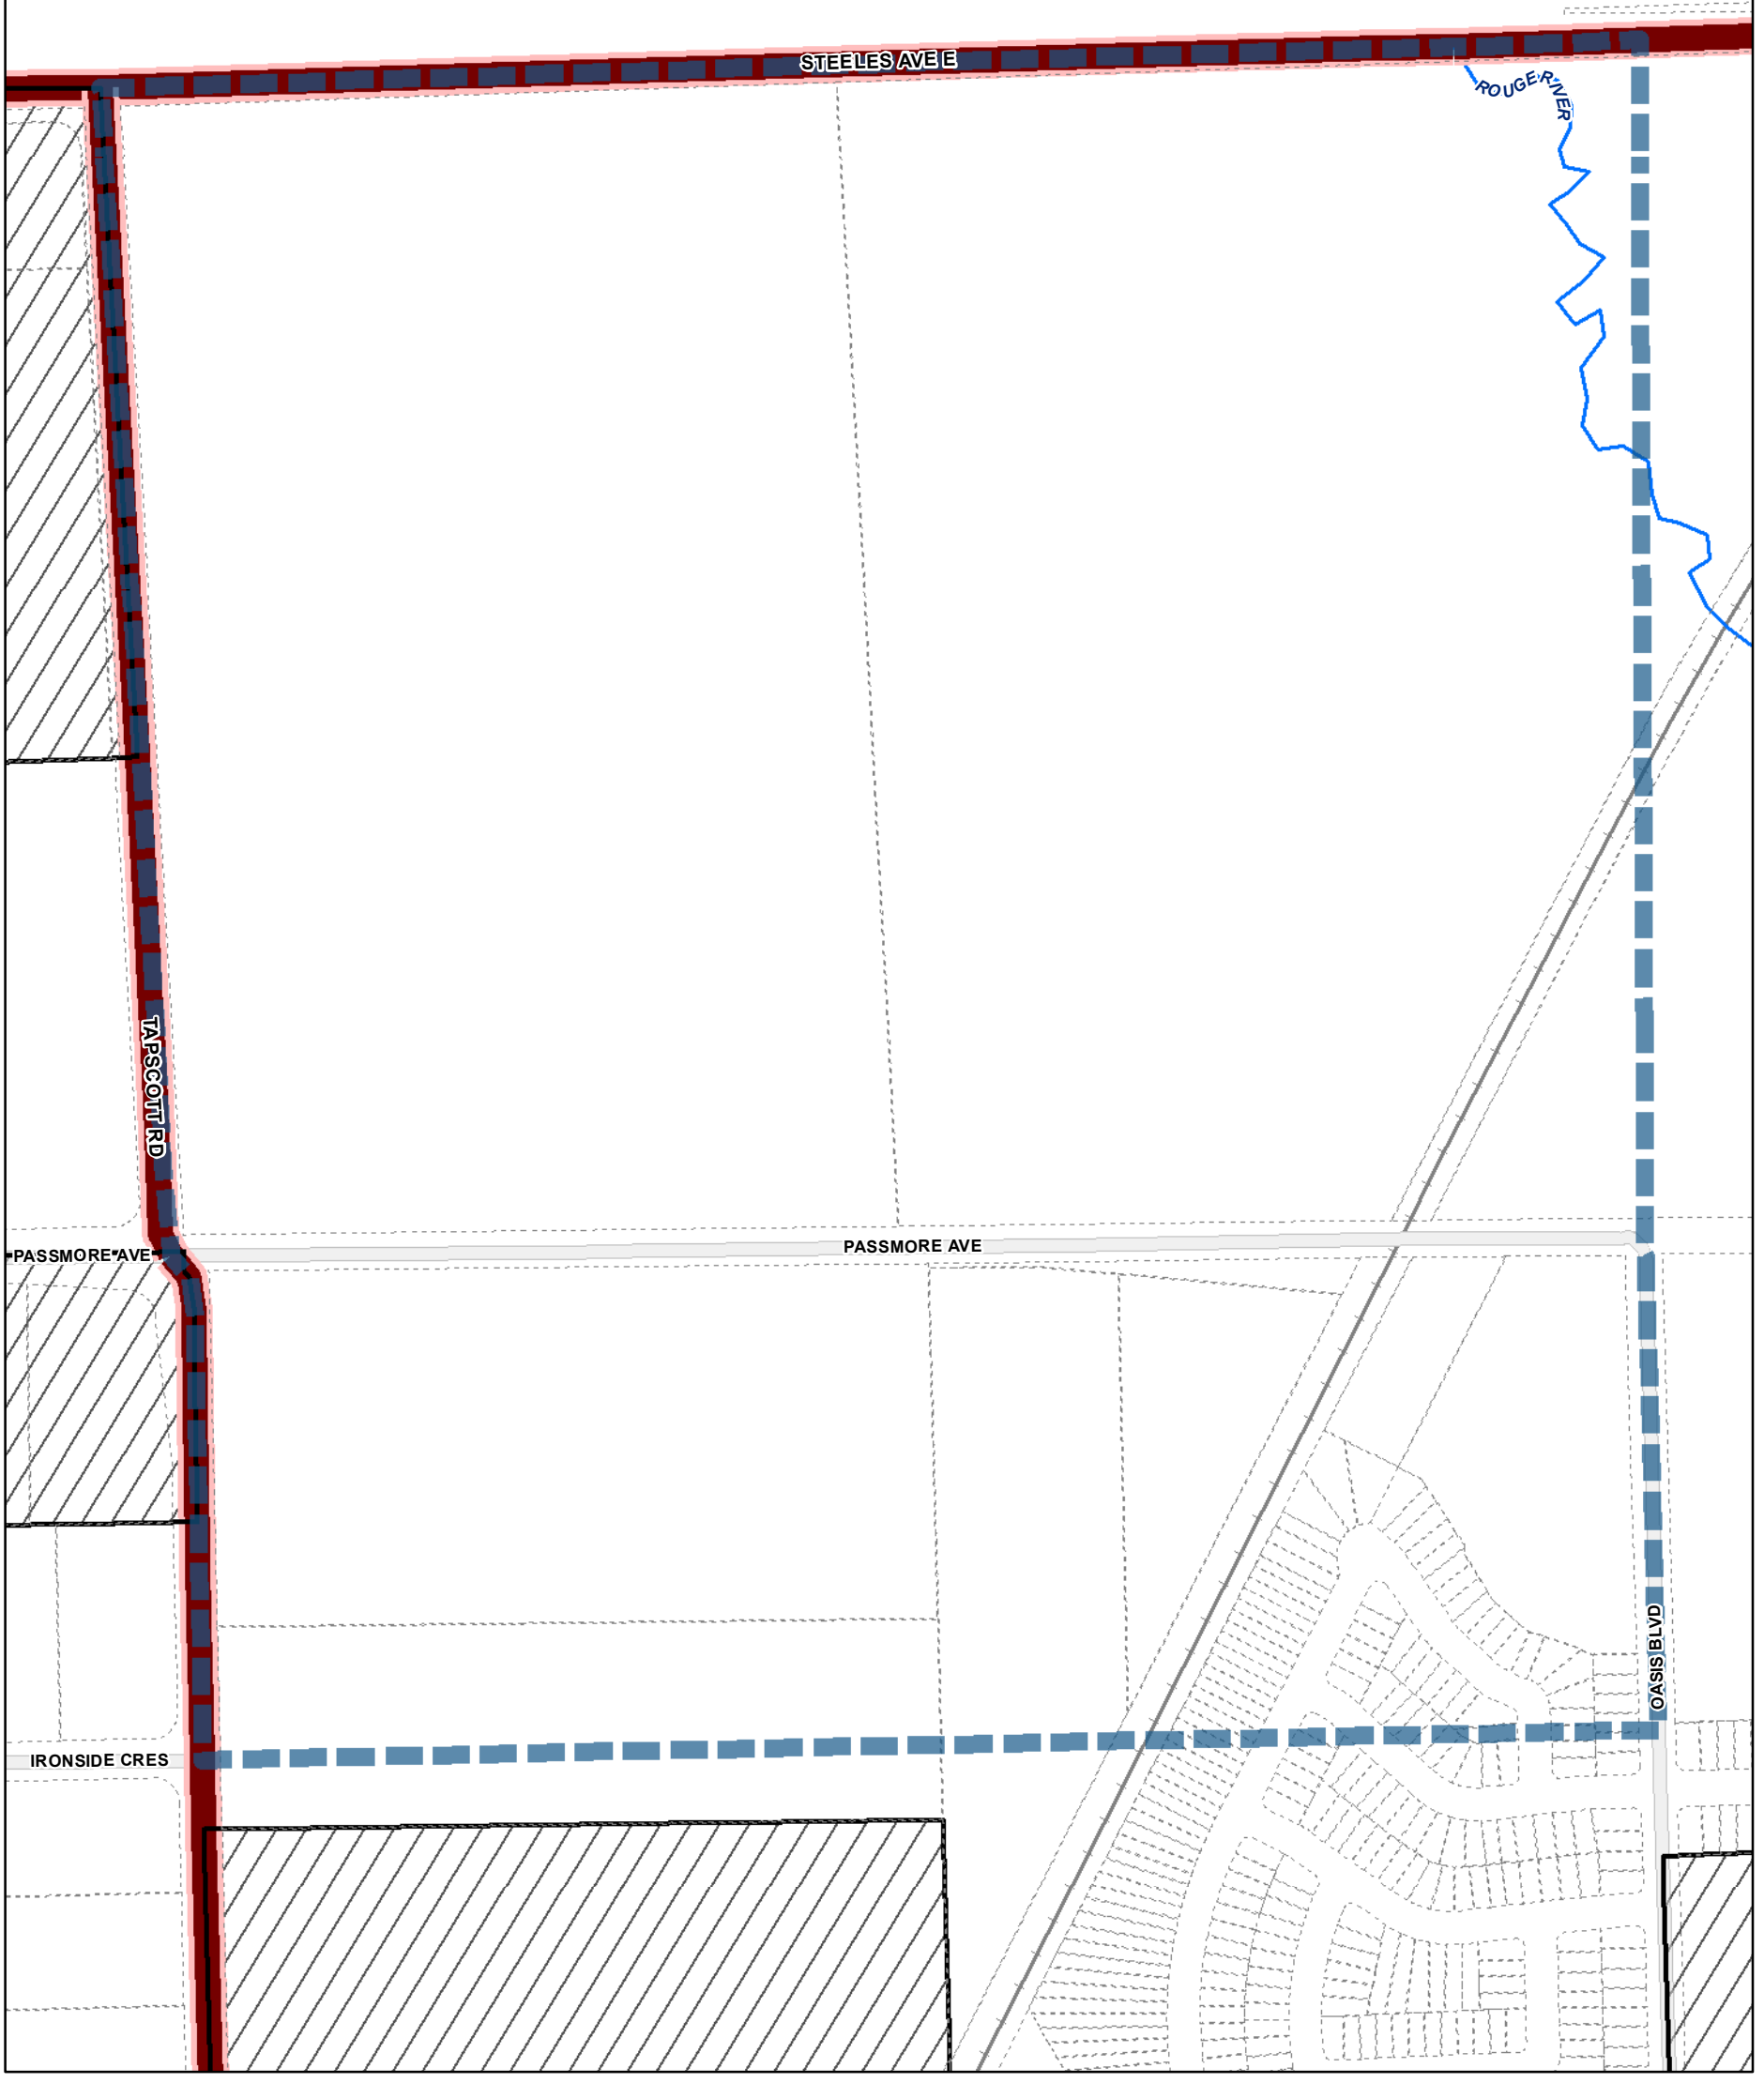 STEELES AVE E
ROUGE RIVER
TAPSCOTT RD
PASSMORE AVE
PASSMORE AVE
OASIS BLVD
IRONSIDE CRES